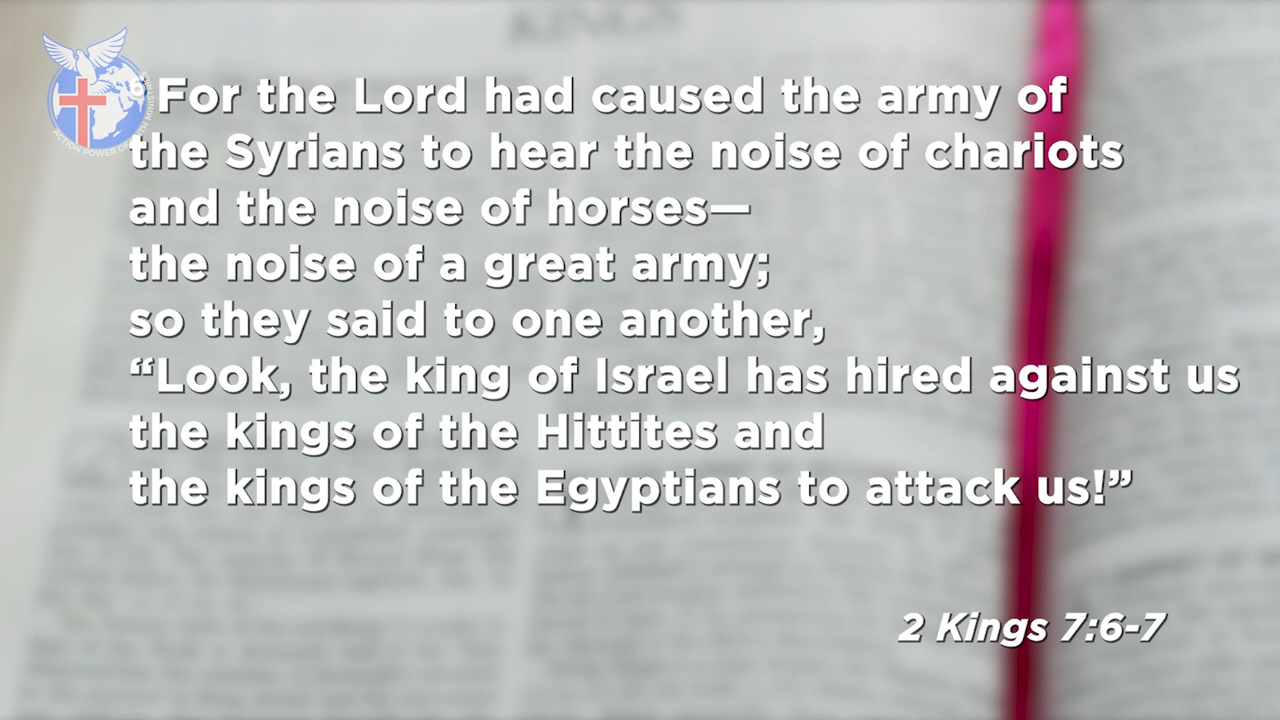 KINGS
6 For the Lord had caused the army of
the Syrians to hear the noise of chariots
and the noise of horses—
the noise of a great army;
so they said to one another,
“Look, the king of Israel has hired against us
the kings of the Hittites and
the kings of the Egyptians to attack us!”
2 Kings 7:6-7